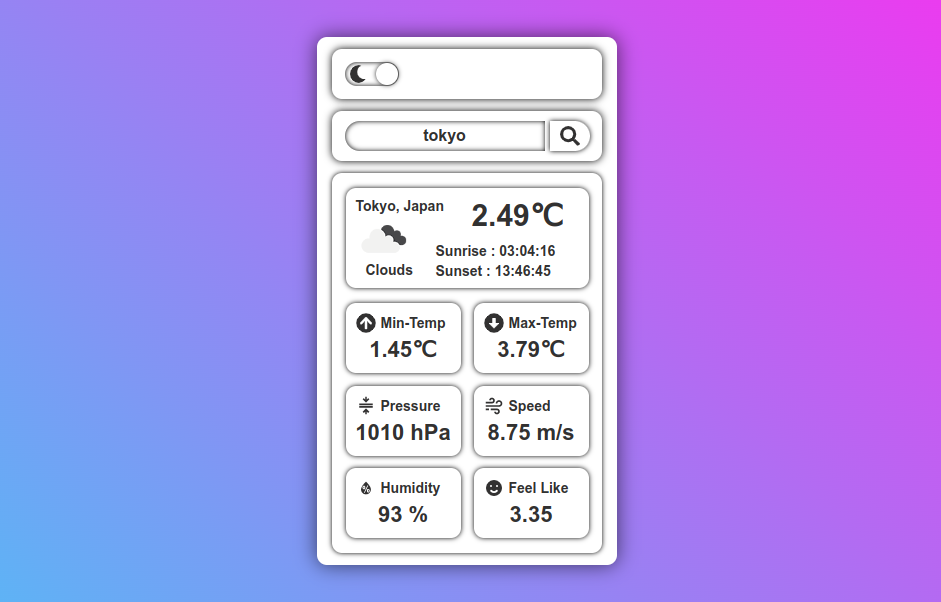 tokyo
Tokyo, Japan
2.49℃
Clouds
Sunrise : 03:04:16
Sunset : 13:46:45
Min-Temp
1.45℃
Max-Temp
3.79℃
Pressure
1010 hPa
Speed
8.75 m/s
Humidity
93 %
Feel Like
3.35